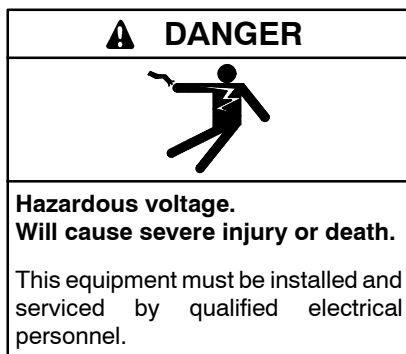 DANGER
Hazardous voltage.
Will cause severe injury or death.
This equipment must be installed and
serviced by qualified electrical
personnel.